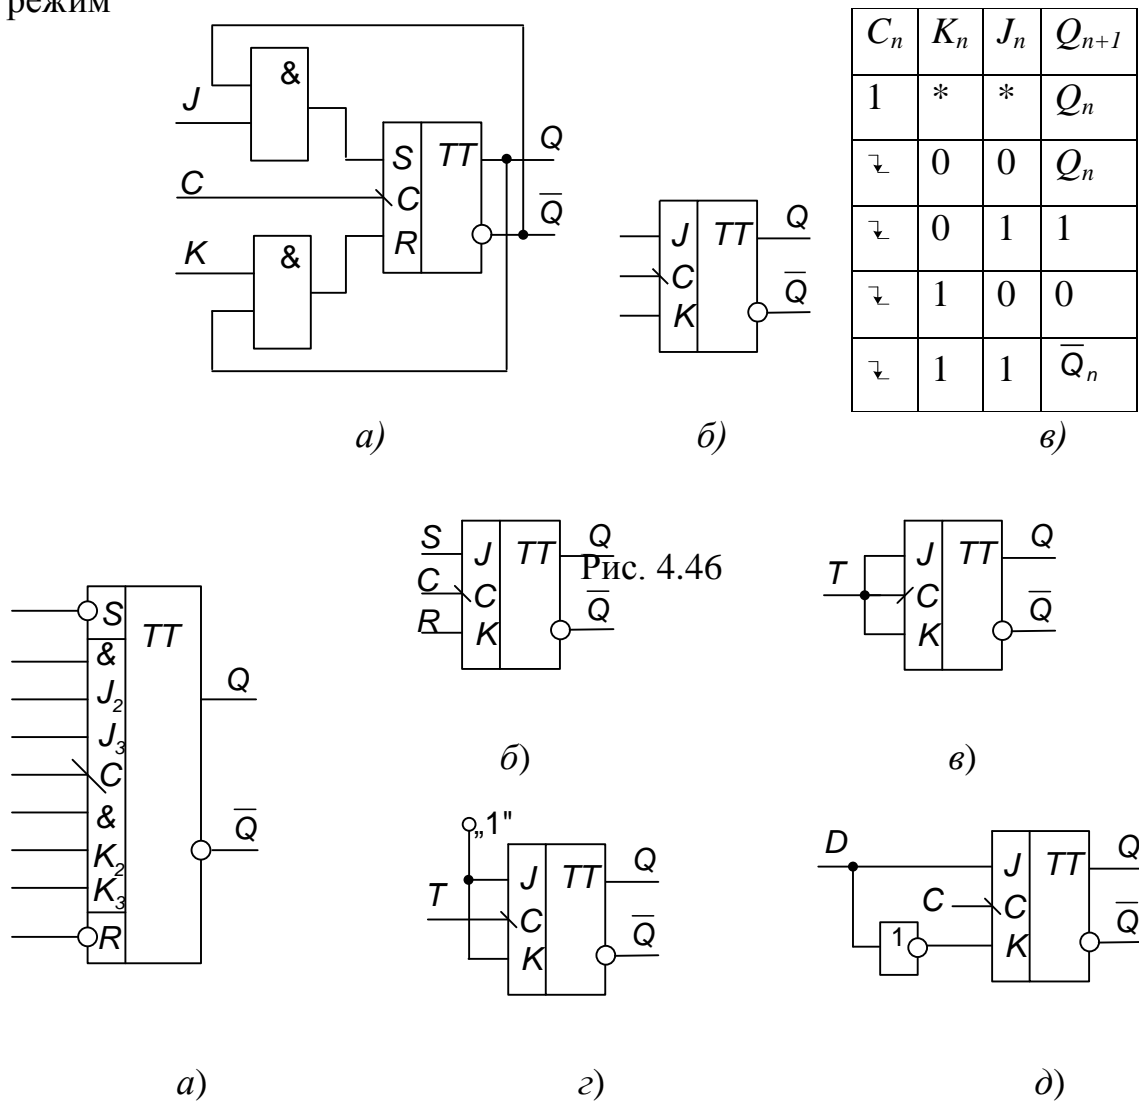 режим
J
&
C
K
&
S
C
R
TT
Q
Q̅
J
C
K
TT
Q
Q̅
Cn Kn Jn Qn+1
1 * * Qn
0 0 Qn
0 1 1
1 0 0
1 1 Q̅n
а)
б)
в)
S
&
J2
J3
C
&
K2
K3
R
TT
Q
Q̅
а)
S
C
R
J
C
K
TT
Q
Q̅
Рис. 4.46
б)
T
J
C
K
TT
Q
Q̅
в)
„1"
T
J
C
K
TT
Q
Q̅
г)
D
C
1
J
C
K
TT
Q
Q̅
д)